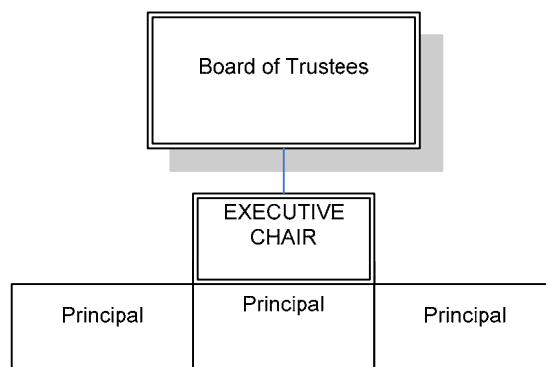 Board of Trustees
EXECUTIVE
CHAIR
Principal
Principal
Principal